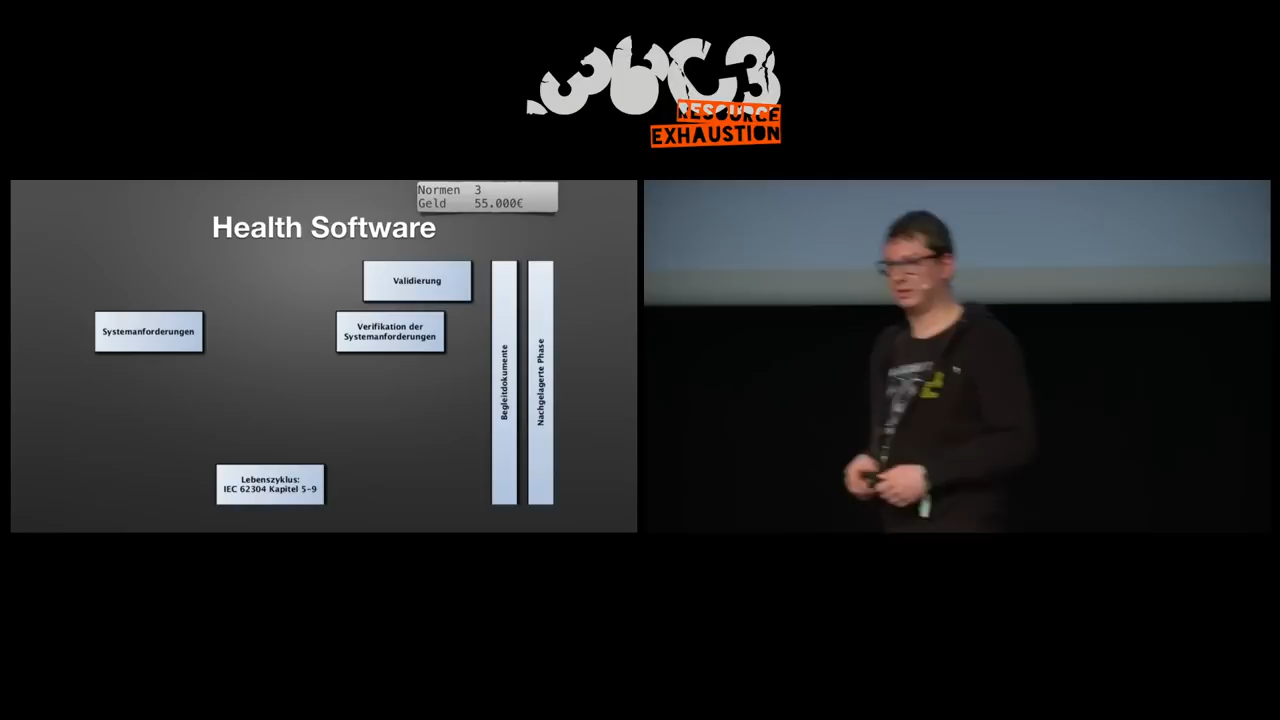 36C3
RESOURCE
EXHAUSTION
Normen 3
Geld 55.000€
Health Software
Validierung
Systemanforderungen
Verifikation der
Systemanforderungen
Begleitdokumente
Nachgelagerte Phase
Lebenszyklus:
IEC 62304 Kapitel 5-9